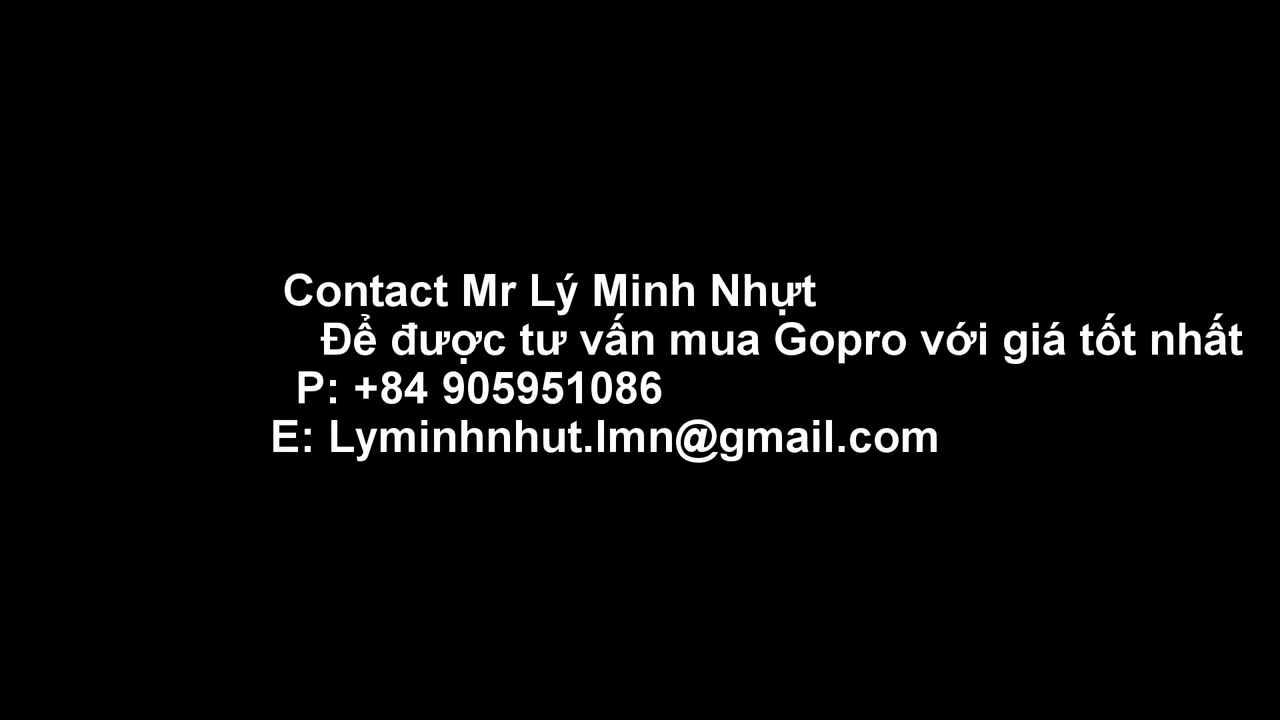 Contact Mr Lý Minh Nhựt
Để được tư vấn mua Gopro với giá tốt nhất
P: +84 905951086
E: Lyminhnhut.lmn@gmail.com